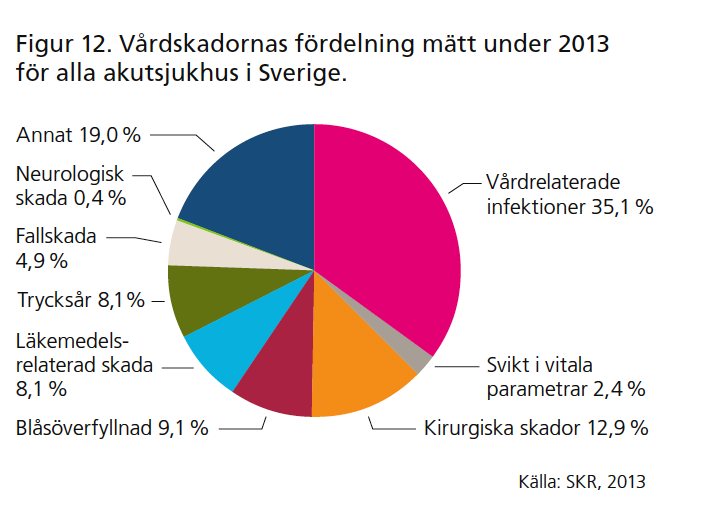 Figur 12. Vårdskadornas fördelning mätt under 2013
för alla akutsjukhus i Sverige.
Annat 19,0 %
Neurologisk
skada 0,4 %
Fallskada
4,9 %
Trycksår 8,1 %
Läkemedels-
relaterad skada
8,1 %
Blåsöverfyllnad 9,1 %
Vårdrelaterade
infektioner 35,1 %
Svikt i vitala
parametrar 2,4 %
Kirurgiska skador 12,9 %
Källa: SKR, 2013